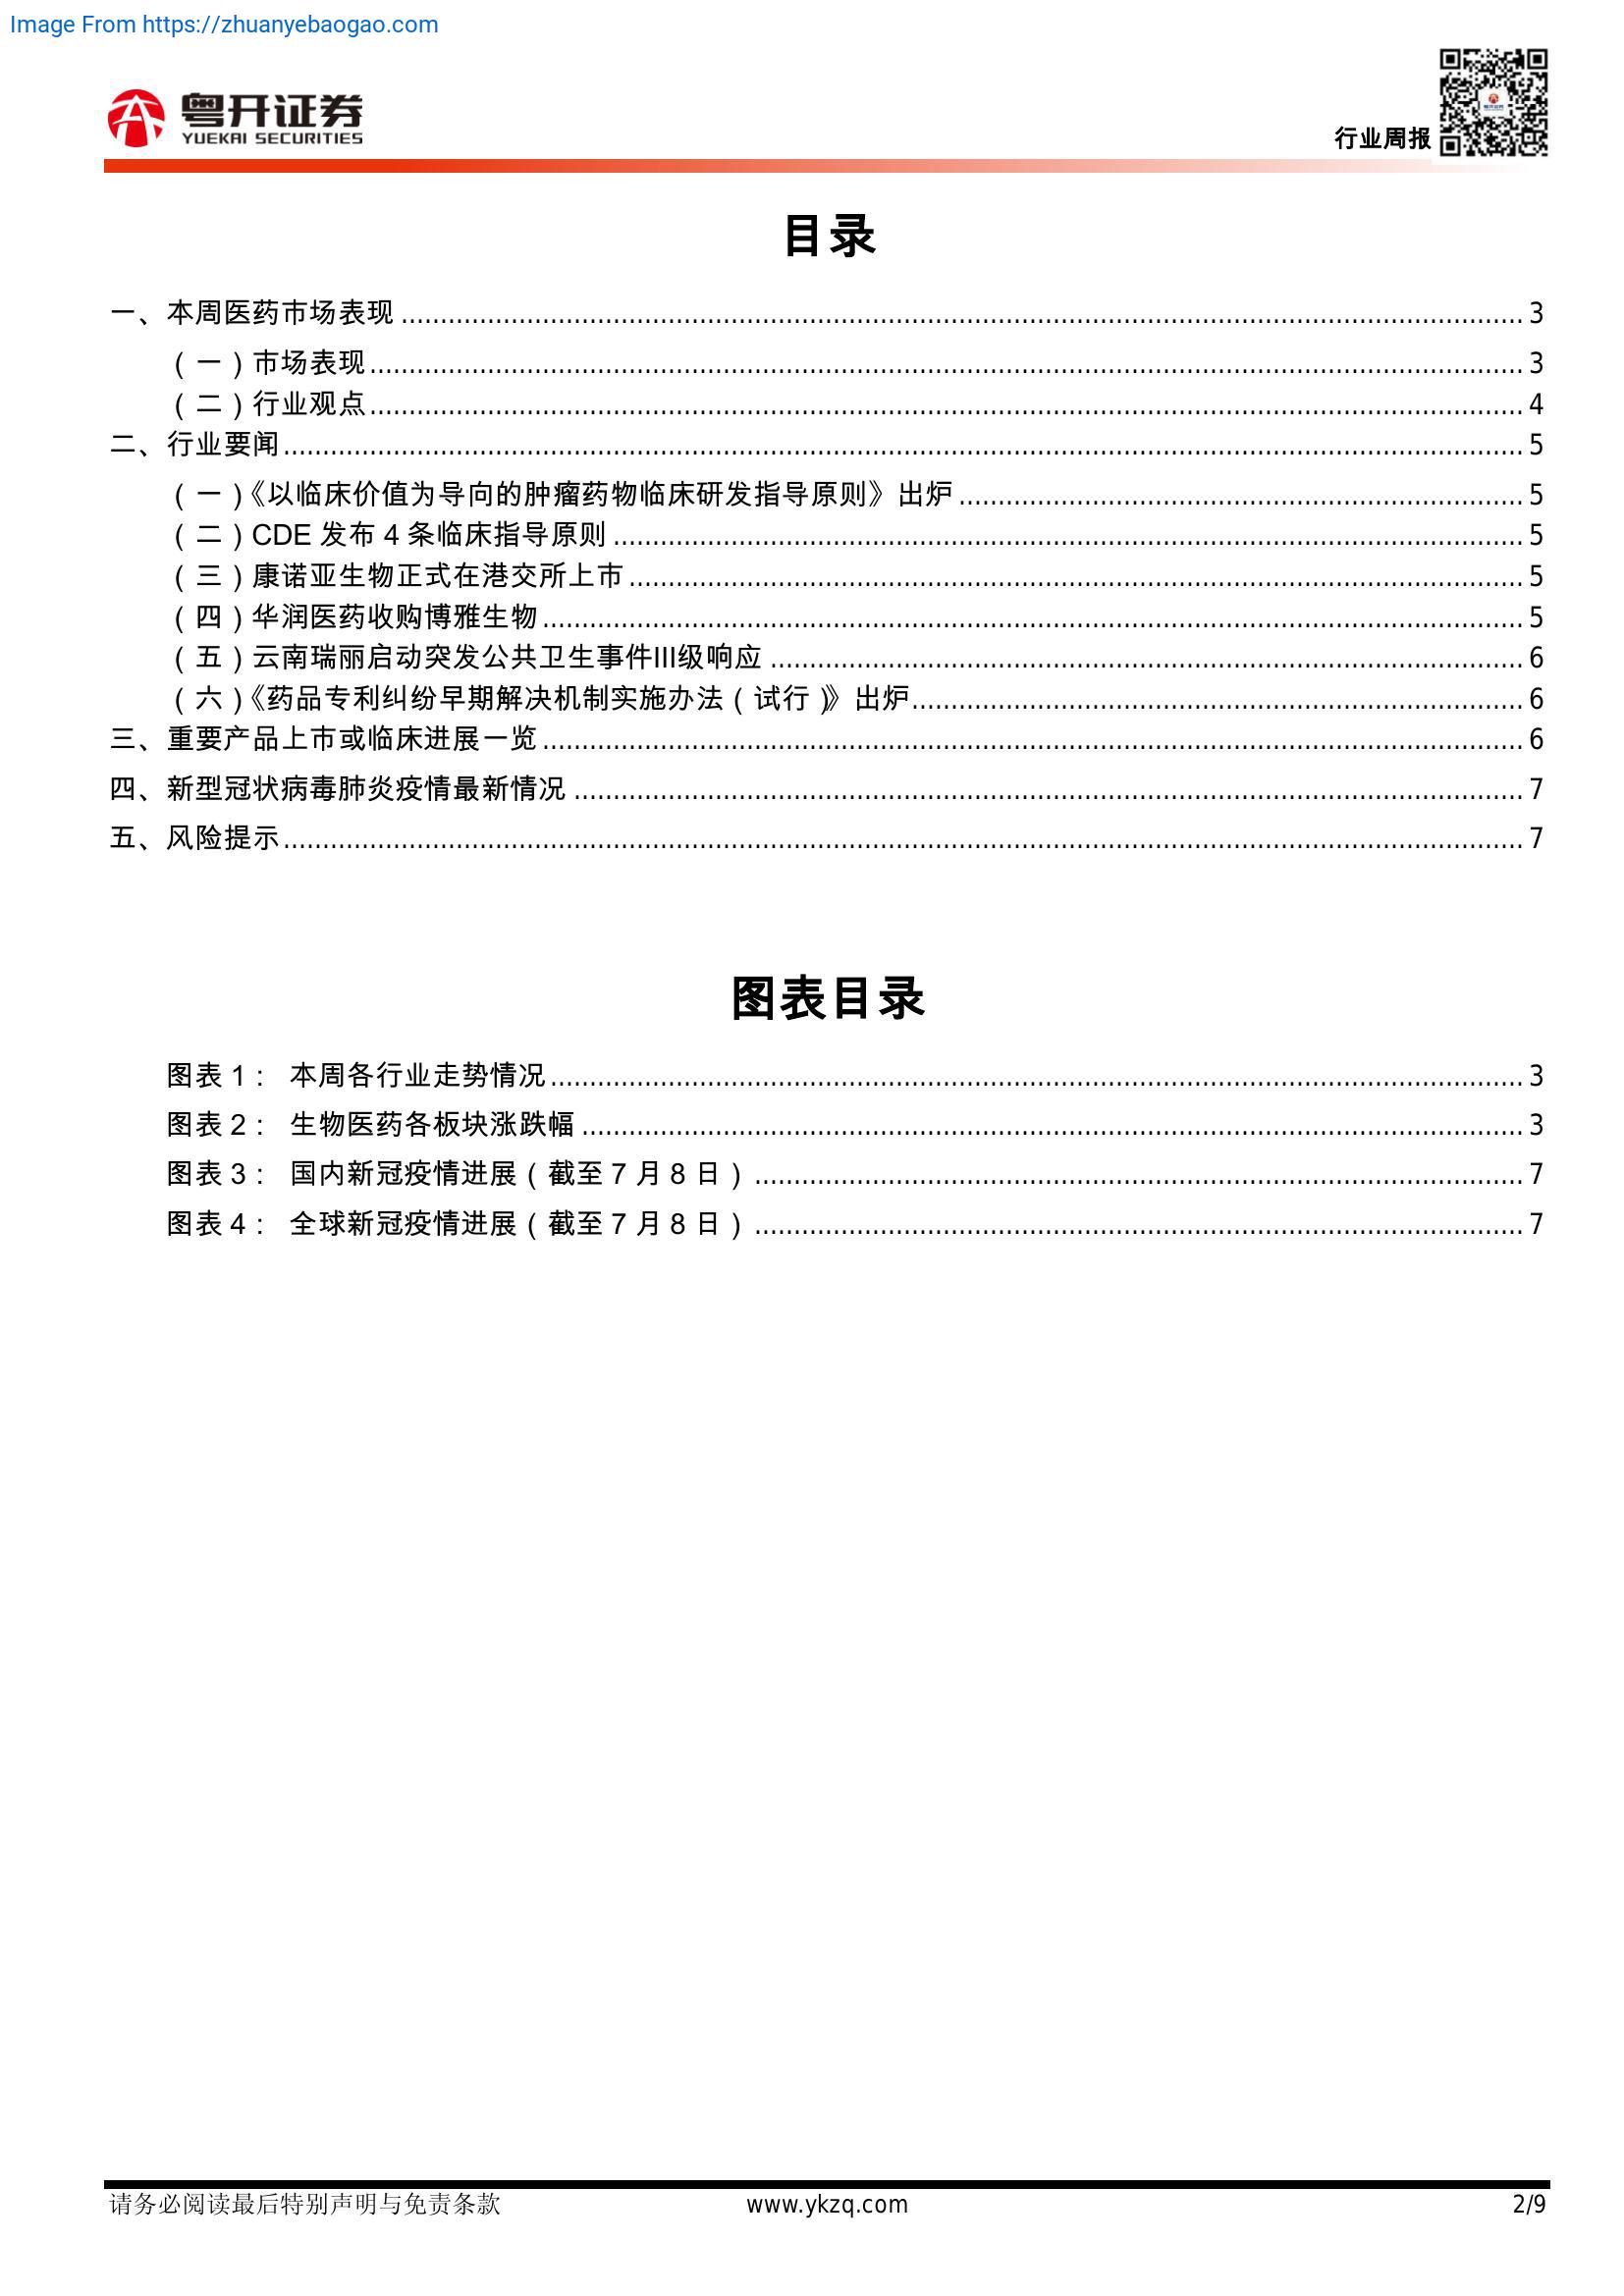 Image From https://zhuanyebaogao.com
粤开证券
YUEKAI SECURITIES
行业周报
目录
一、本周医药市场表现 3
（一）市场表现 3
（二）行业观点 4
二、行业要闻 5
（一）《以临床价值为导向的肿瘤药物临床研发指导原则》出炉 5
（二）CDE 发布 4 条临床指导原则 5
（三）康诺亚生物正式在港交所上市 5
（四）华润医药收购博雅生物 5
（五）云南瑞丽启动突发公共卫生事件III级响应 6
（六）《药品专利纠纷早期解决机制实施办法（试行）》出炉 6
三、重要产品上市或临床进展一览 6
四、新型冠状病毒肺炎疫情最新情况 7
五、风险提示 7
图表目录
图表 1： 本周各行业走势情况 3
图表 2： 生物医药各板块涨跌幅 3
图表 3： 国内新冠疫情进展（截至 7 月 8 日） 7
图表 4： 全球新冠疫情进展（截至 7 月 8 日） 7
请务必阅读最后特别声明与免责条款 www.ykzq.com 2/9